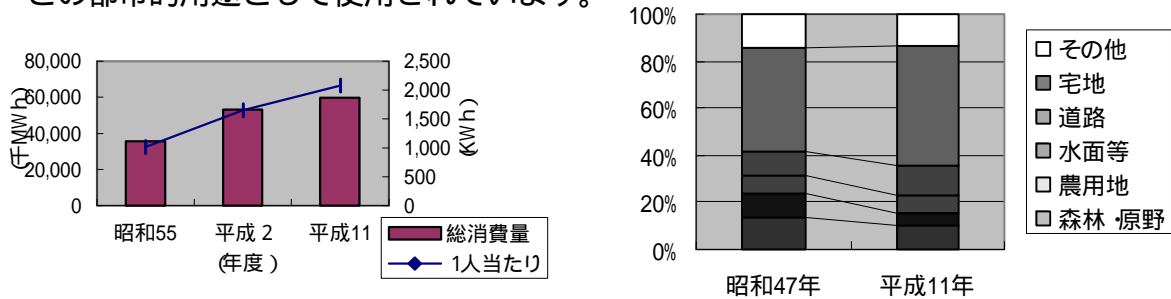 どの都市的用途として使用されています。
80,000
60,000
40,000
20,000
0
(千MWh)
2,500
2,000
1,500
1,000
500
0
(KWh)
昭和55 平成2 平成11
(年度)
総消費量
1人当たり
100%
80%
60%
40%
20%
0%
昭和47年 平成11年
その他
宅地
道路
水面等
農用地
森林・原野